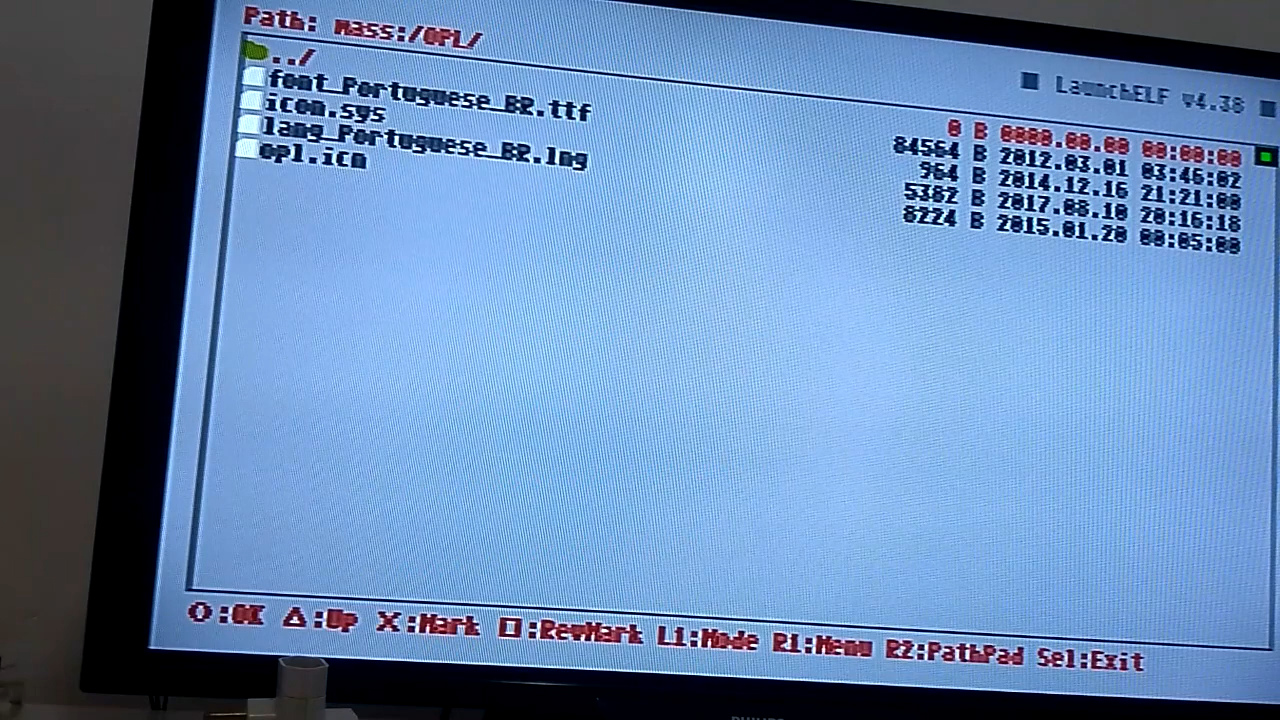 Path: mass:/OPL/
■ LaunchELF v4.38 ■
../ 0 B 0000.00.00 00:00:00
font_Portuguese_BR.ttf 84564 B 2012.03.01 03:46:02
icon.sys 964 B 2014.12.16 21:21:00
lang_Portuguese_BR.lng 5382 B 2017.08.10 20:16:18
opl.icn 8224 B 2015.01.20 00:05:00
O:OK △:Up X:Mark □:RevMark L1:Mode R1:Menu R2:PathPad Sel:Exit
PHILIPS